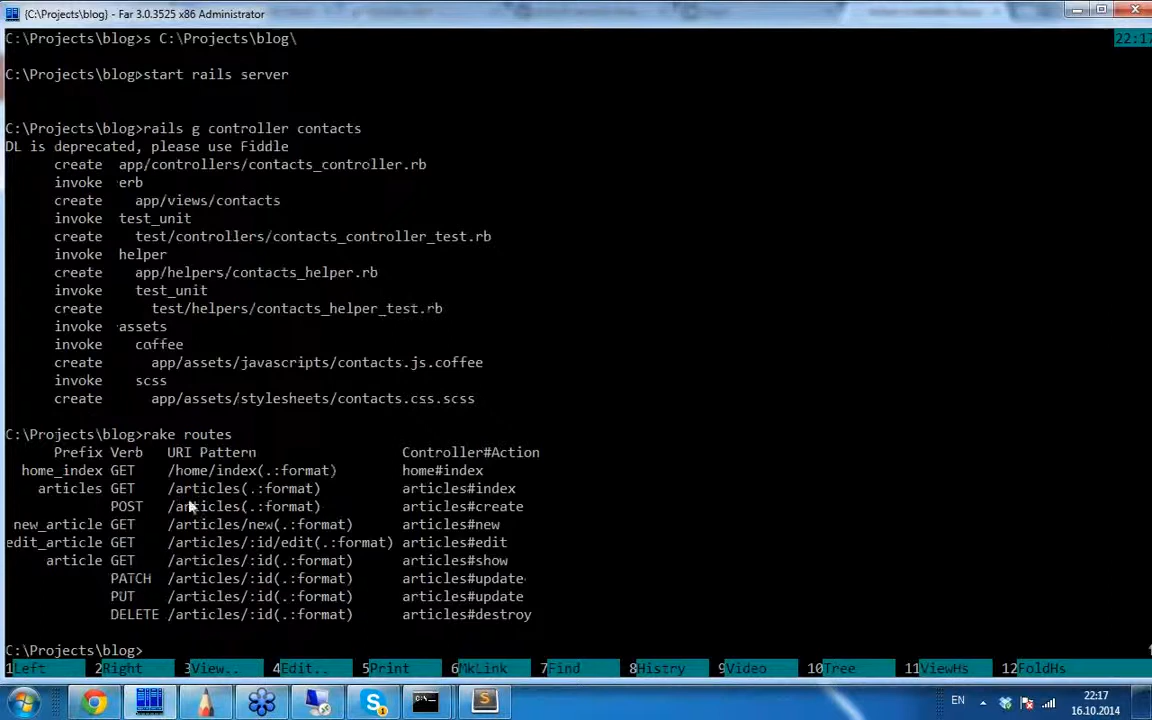 {C:\Projects\blog} - Far 3.0.3525 x86 Administrator
C:\Projects\blog>s C:\Projects\blog\
22:17
C:\Projects\blog>start rails server
C:\Projects\blog>rails g controller contacts
DL is deprecated, please use Fiddle
create  app/controllers/contacts_controller.rb
invoke  erb
create    app/views/contacts
invoke  test_unit
create    test/controllers/contacts_controller_test.rb
invoke  helper
create    app/helpers/contacts_helper.rb
invoke    test_unit
create      test/helpers/contacts_helper_test.rb
invoke  assets
invoke    coffee
create      app/assets/javascripts/contacts.js.coffee
invoke    scss
create      app/assets/stylesheets/contacts.css.scss
C:\Projects\blog>rake routes
Prefix Verb   URI Pattern                  Controller#Action
home_index GET    /home/index(.:format)        home#index
articles GET    /articles(.:format)          articles#index
POST   /articles(.:format)          articles#create
new_article GET    /articles/new(.:format)      articles#new
edit_article GET    /articles/:id/edit(.:format) articles#edit
article GET    /articles/:id(.:format)      articles#show
PATCH  /articles/:id(.:format)      articles#update
PUT    /articles/:id(.:format)      articles#update
DELETE /articles/:id(.:format)      articles#destroy
C:\Projects\blog>
1Left 2Right 3View.. 4Edit.. 5Print 6MkLink 7Find 8Histry 9Video 10Tree 11ViewHs 12FoldHs
EN
22:17
16.10.2014